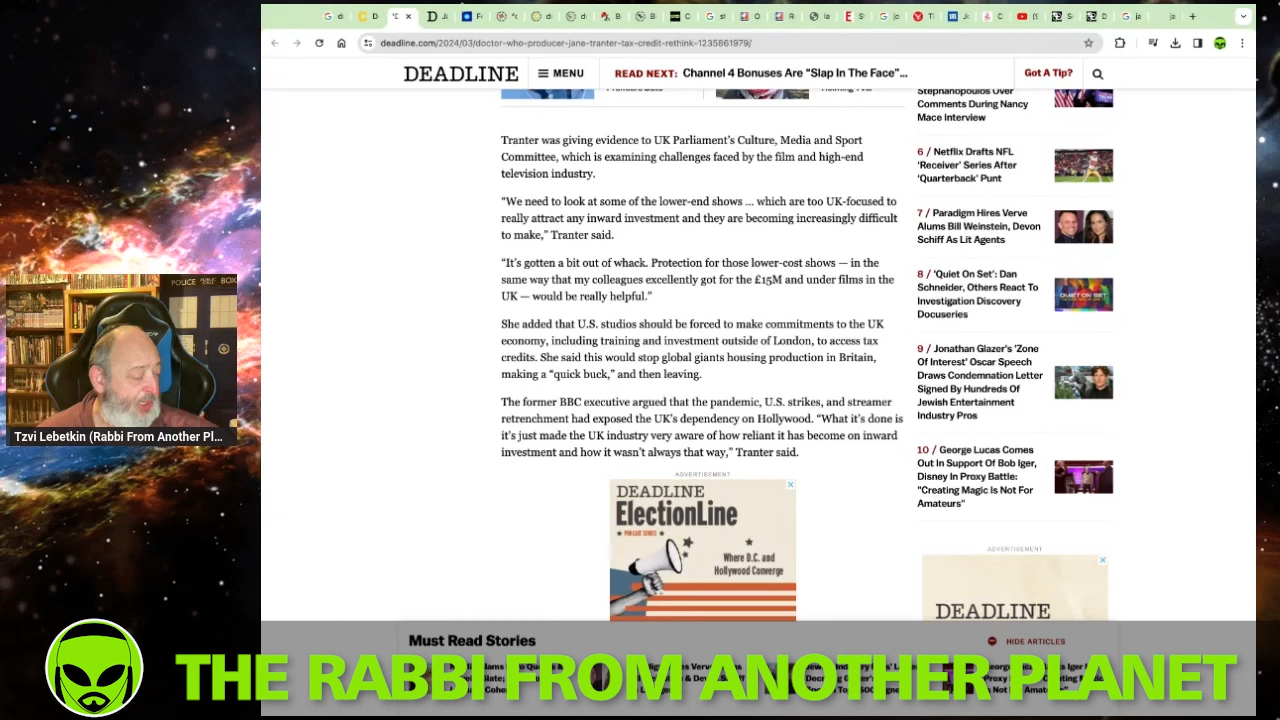 deadline.com/2024/03/doctor-who-producer-jane-tranter-tax-credit-rethink-1235861979/
DEADLINE
MENU
READ NEXT: Channel 4 Bonuses Are “Slap In The Face”...
Got A Tip?
Tranter was giving evidence to UK Parliament’s Culture, Media and Sport
Committee, which is examining challenges faced by the film and high-end
television industry.
“We need to look at some of the lower-end shows ... which are too UK-focused to
really attract any inward investment and they are becoming increasingly difficult
to make,” Tranter said.
“It’s gotten a bit out of whack. Protection for those lower-cost shows — in the
same way that my colleagues excellently got for the £15M and under films in the
UK — would be really helpful.”
She added that U.S. studios should be forced to make commitments to the UK
economy, including training and investment outside of London, to access tax
credits. She said this would stop global giants housing production in Britain,
making a “quick buck,” and then leaving.
The former BBC executive argued that the pandemic, U.S. strikes, and streamer
retrenchment had exposed the UK’s dependency on Hollywood. “What it’s done is
it’s just made the UK industry very aware of how reliant it has become on inward
investment and how it wasn’t always that way,” Tranter said.
ADVERTISEMENT
DEADLINE
ElectionLine
PODCAST SERIES
Where D.C. and
Hollywood Converge
Stephanopoulos Over
Comments During Nancy
Mace Interview
6 / Netflix Drafts NFL
‘Receiver’ Series After
‘Quarterback’ Punt
7 / Paradigm Hires Verve
Alums Bill Weinstein, Devon
Schiff As Lit Agents
8 / 'Quiet On Set': Dan
Schneider, Others React To
Investigation Discovery
Docuseries
QUIET ON SET
9 / Jonathan Glazer's 'Zone
Of Interest' Oscar Speech
Draws Condemnation Letter
Signed By Hundreds Of
Jewish Entertainment
Industry Pros
10 / George Lucas Comes
Out In Support Of Bob Iger,
Disney In Proxy Battle:
"Creating Magic Is Not For
Amateurs"
ADVERTISEMENT
DEADLINE
Must Read Stories
HIDE ARTICLES
POLICE BOX
Tzvi Lebetkin (Rabbi From Another Pl...
THE RABBI FROM ANOTHER PLANET